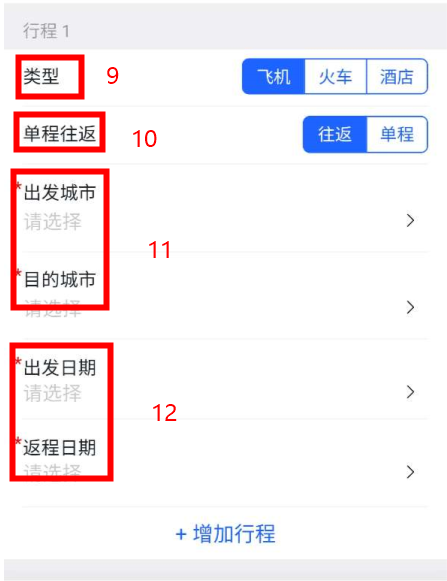 行程 1
类型 9 飞机 火车 酒店
单程往返 10 往返 单程
*出发城市
请选择
11
*目的城市
请选择
*出发日期
请选择
12
*返程日期
请选择
+ 增加行程